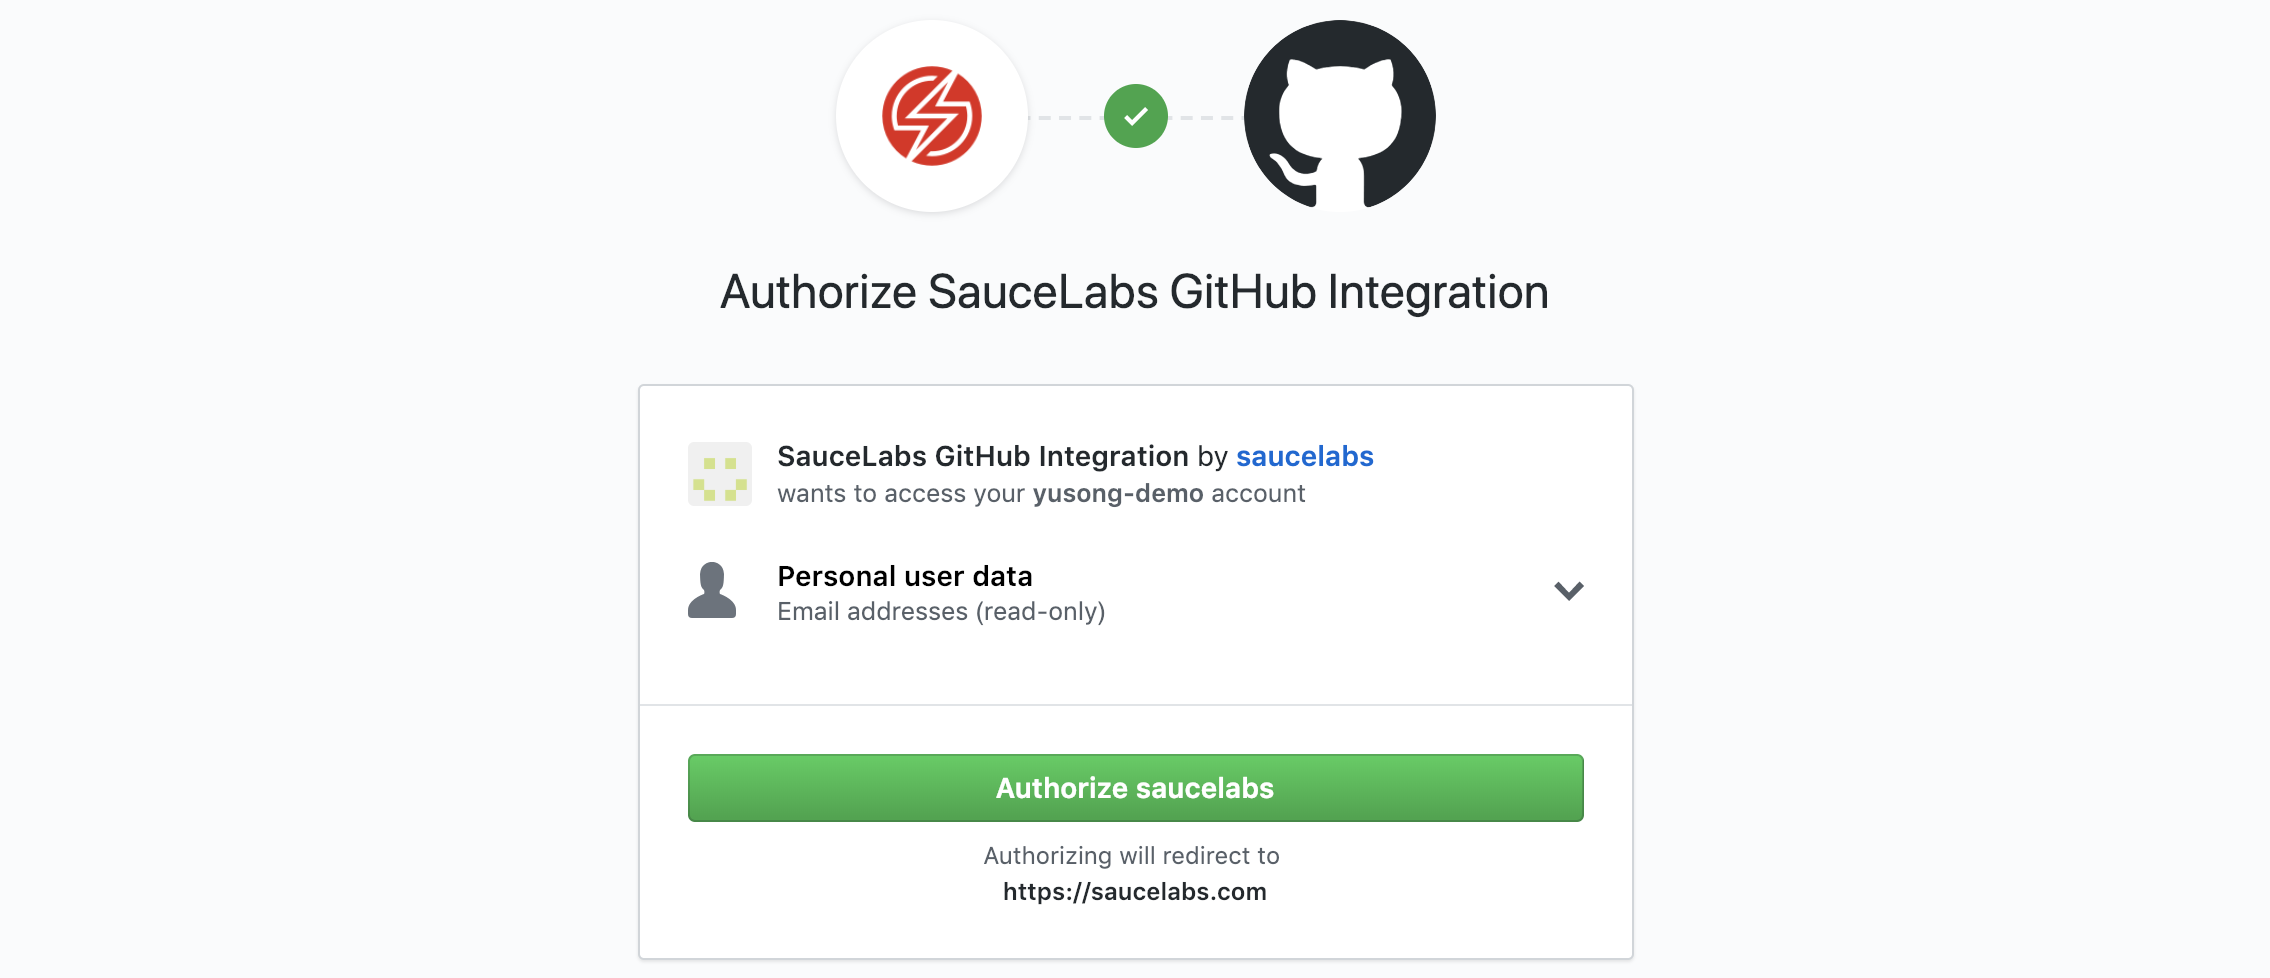 Authorize SauceLabs GitHub Integration
SauceLabs GitHub Integration by saucelabs
wants to access your yusong-demo account
Personal user data
Email addresses (read-only)
Authorize saucelabs
Authorizing will redirect to
https://saucelabs.com